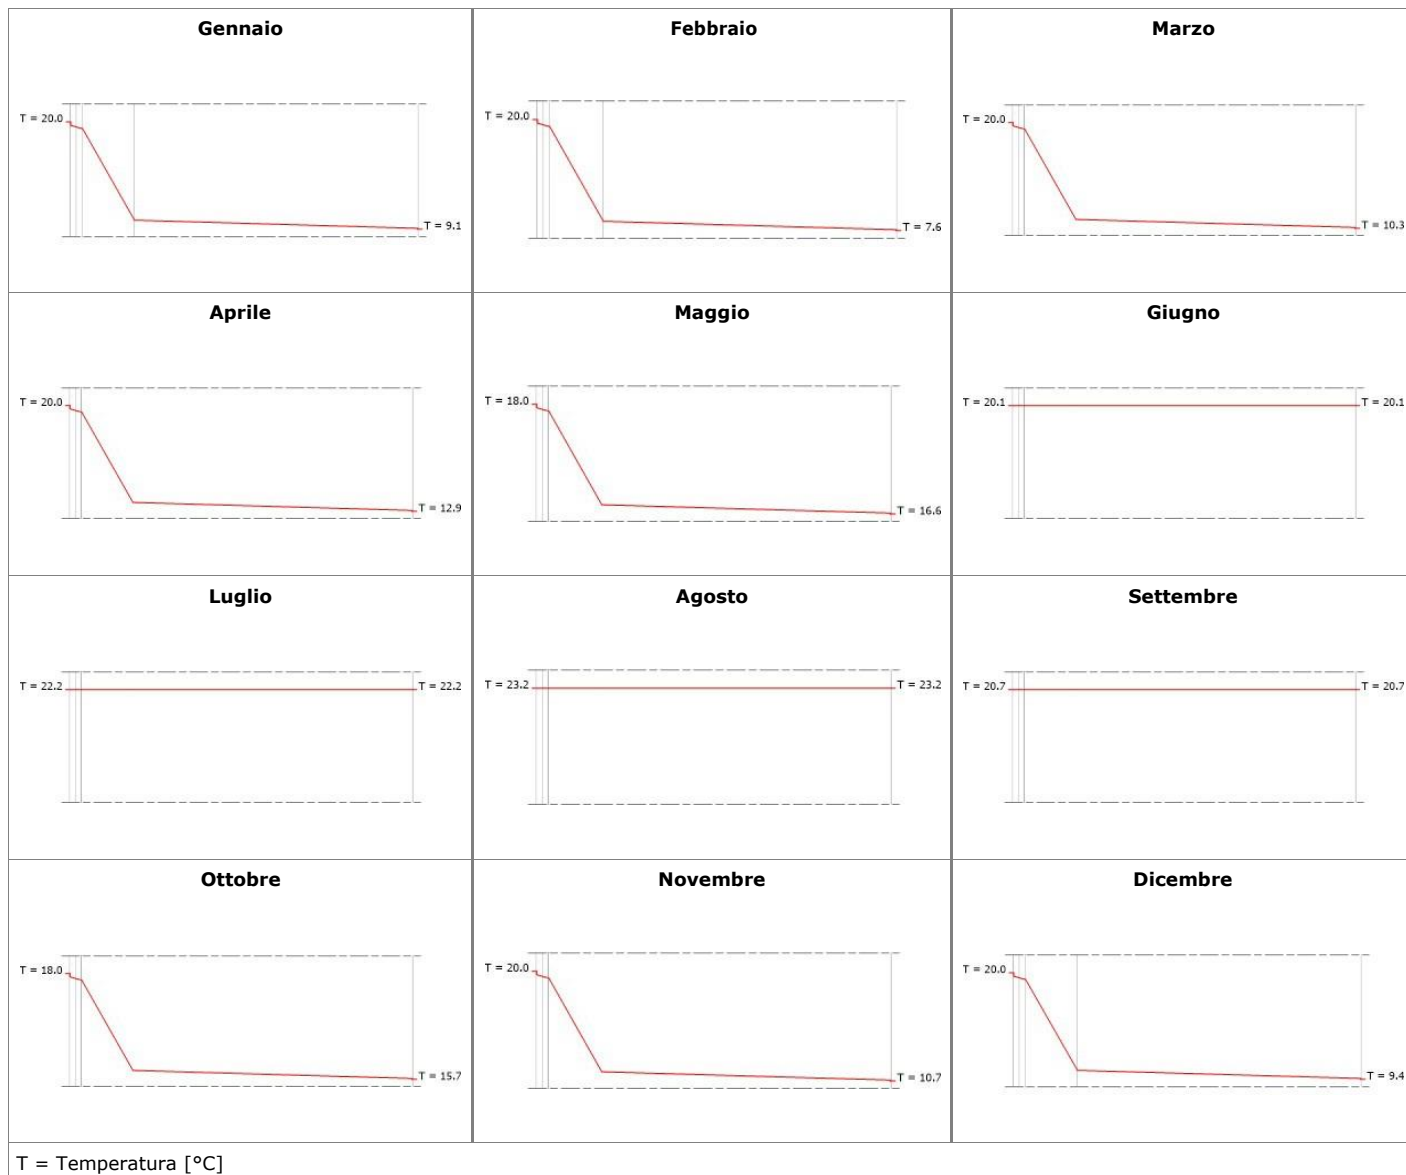 Gennaio
T = 20.0
T = 9.1
Febbraio
T = 20.0
T = 7.6
Marzo
T = 20.0
T = 10.3
Aprile
T = 20.0
T = 12.9
Maggio
T = 18.0
T = 16.6
Giugno
T = 20.1
T = 20.1
Luglio
T = 22.2
T = 22.2
Agosto
T = 23.2
T = 23.2
Settembre
T = 20.7
T = 20.7
Ottobre
T = 18.0
T = 15.7
Novembre
T = 20.0
T = 10.7
Dicembre
T = 20.0
T = 9.4
T = Temperatura [°C]